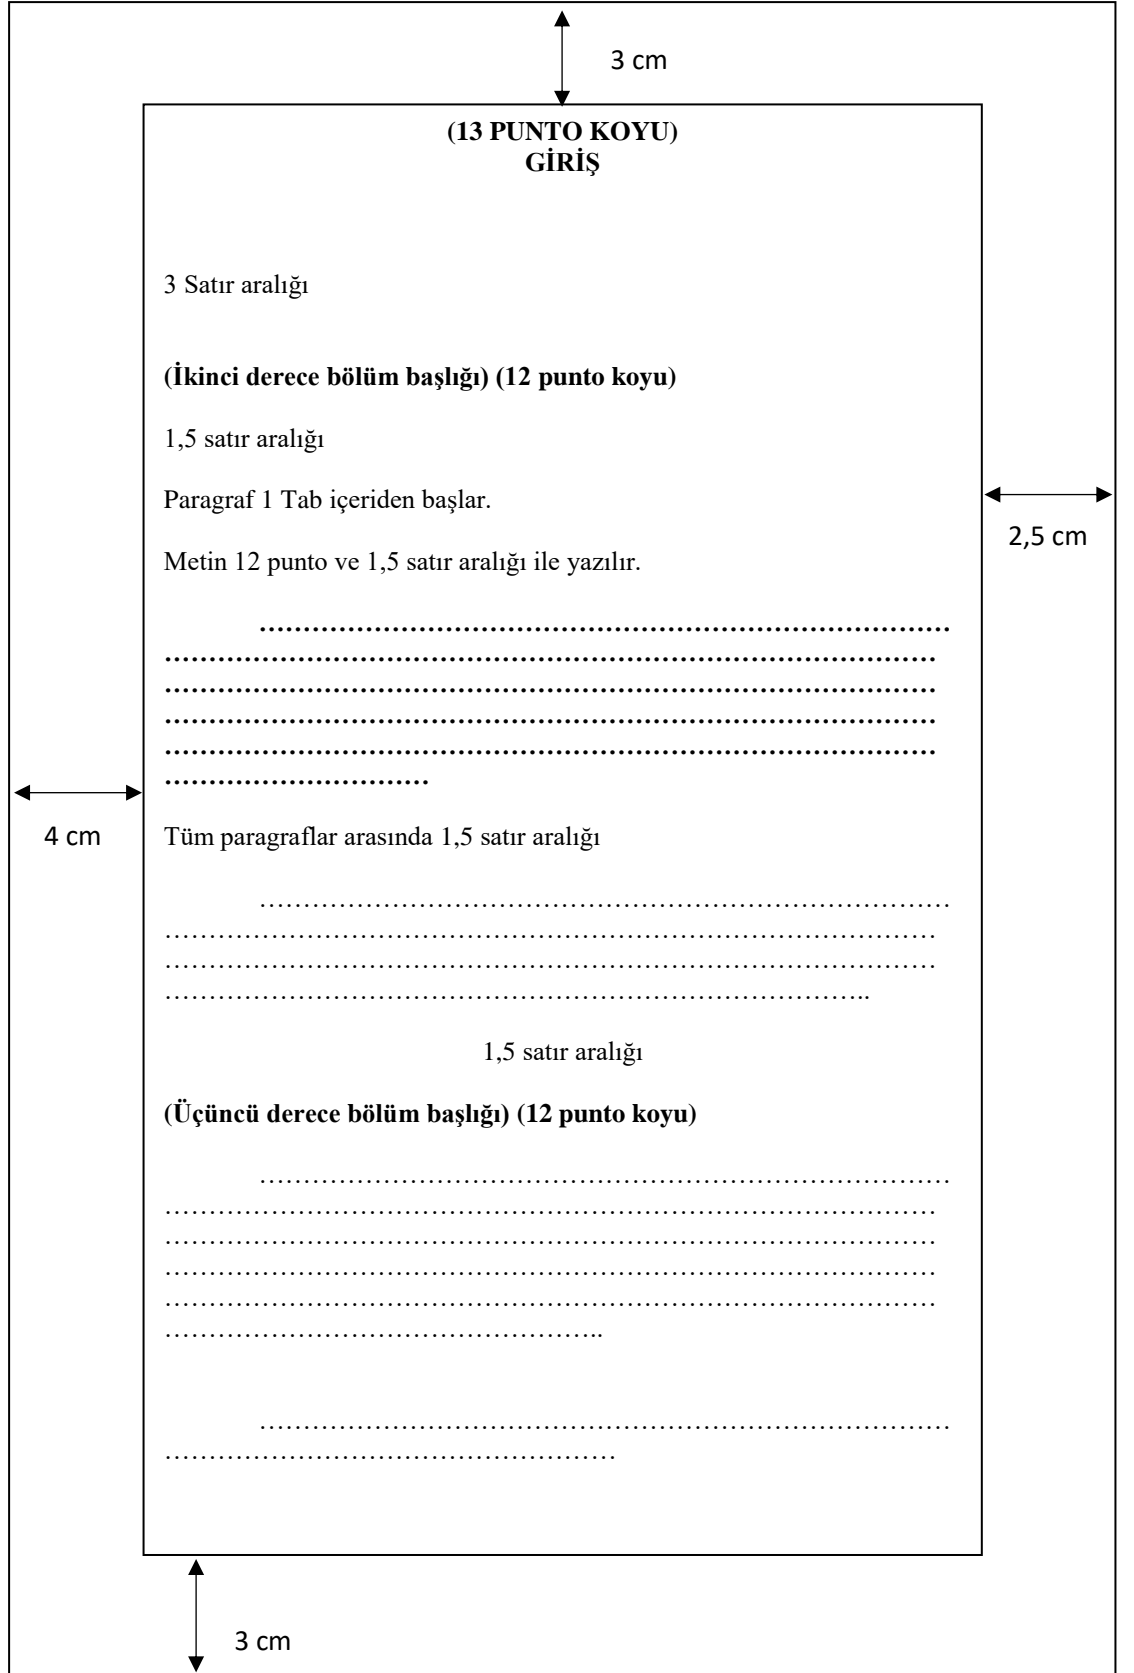 3 cm
(13 PUNTO KOYU)
GİRİŞ
3 Satır aralığı
(İkinci derece bölüm başlığı) (12 punto koyu)
1,5 satır aralığı
Paragraf 1 Tab içeriden başlar.
2,5 cm
Metin 12 punto ve 1,5 satır aralığı ile yazılır.
……………………………………………………………………
……………………………………………………………………………
……………………………………………………………………………
……………………………………………………………………………
……………………………………………………………………………
…………………………
4 cm
Tüm paragraflar arasında 1,5 satır aralığı
……………………………………………………………………
……………………………………………………………………………
……………………………………………………………………………
……………………………………………………………………..
1,5 satır aralığı
(Üçüncü derece bölüm başlığı) (12 punto koyu)
……………………………………………………………………
……………………………………………………………………………
……………………………………………………………………………
……………………………………………………………………………
……………………………………………………………………………
…………………………………………..
……………………………………………………………………
……………………………………………
3 cm